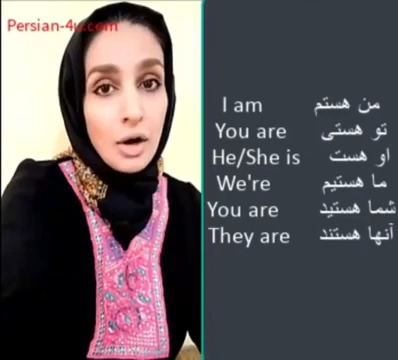 Persian-4u.com
I am من هستم
You are تو هستی
He/She is او هست
We're ما هستیم
You are شما هستید
They are آنها هستند